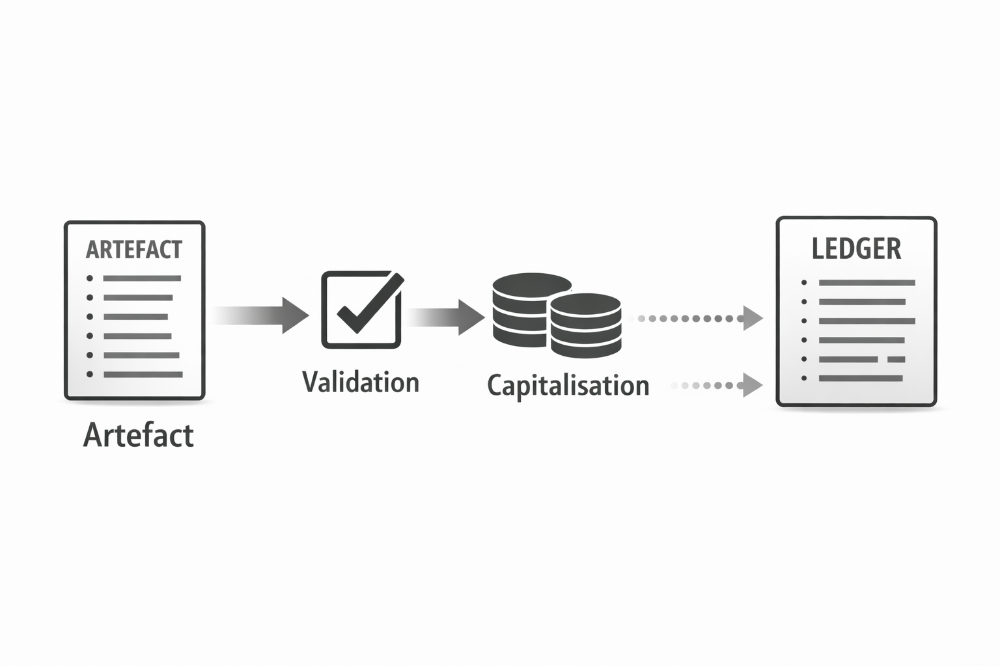 ARTEFACT
Artefact
Validation
Capitalisation
LEDGER